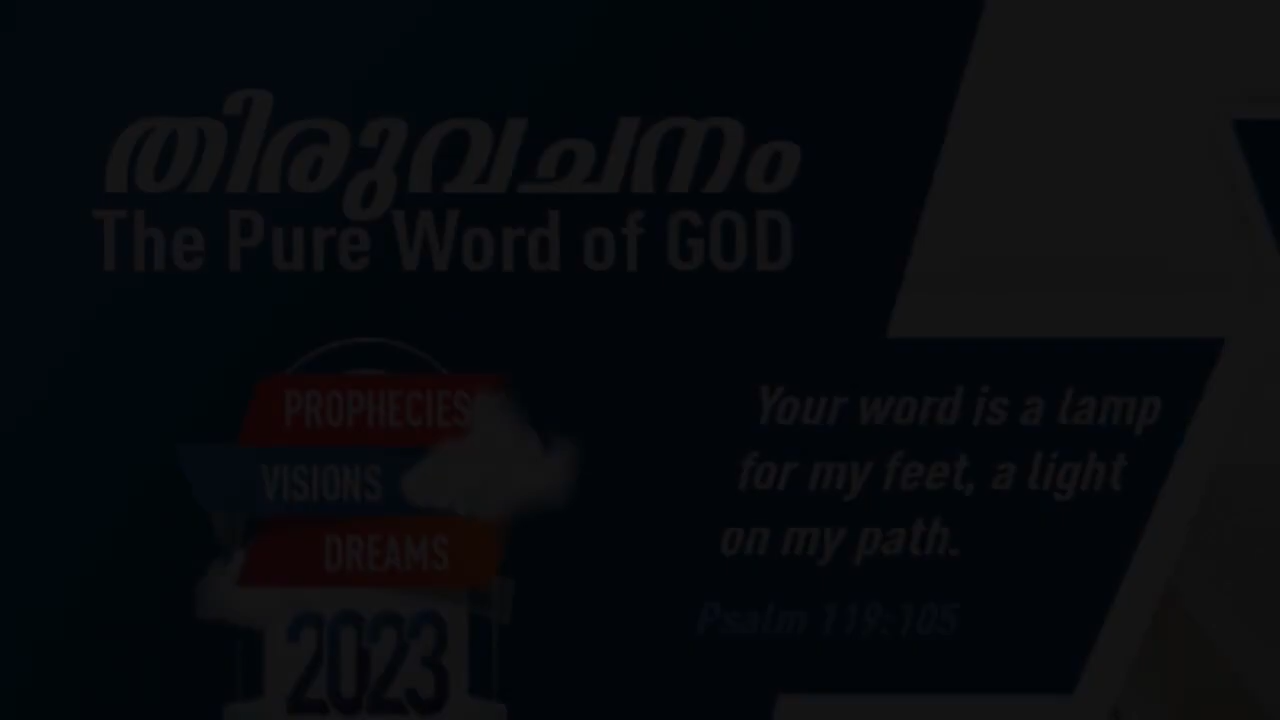 തിരുവചനം
The Pure Word of GOD
PROPHECIES
VISIONS
DREAMS
2023
Your word is a lamp
for my feet, a light
on my path.
Psalm 119:105